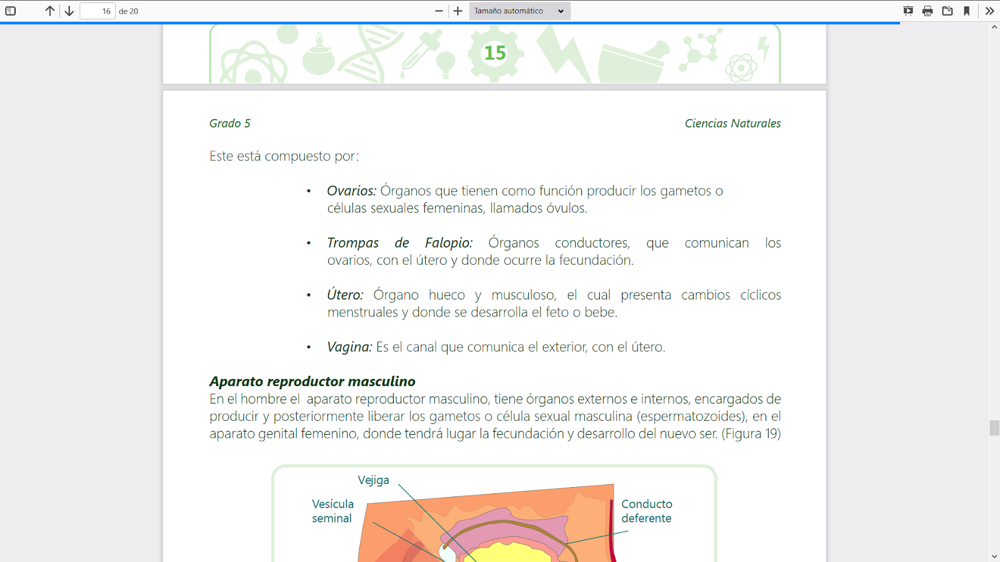 16 de 20 Tamaño automático
15
Grado 5 Ciencias Naturales
Este está compuesto por:
• Ovarios: Órganos que tienen como función producir los gametos o
células sexuales femeninas, llamados óvulos.
• Trompas de Falopio: Órganos conductores, que comunican los
ovarios, con el útero y donde ocurre la fecundación.
• Útero: Órgano hueco y musculoso, el cual presenta cambios cíclicos
menstruales y donde se desarrolla el feto o bebe.
• Vagina: Es el canal que comunica el exterior, con el útero.
Aparato reproductor masculino
En el hombre el aparato reproductor masculino, tiene órganos externos e internos, encargados de
producir y posteriormente liberar los gametos o célula sexual masculina (espermatozoides), en el
aparato genital femenino, donde tendrá lugar la fecundación y desarrollo del nuevo ser. (Figura 19)
Vejiga
Vesícula
seminal
Conducto
deferente